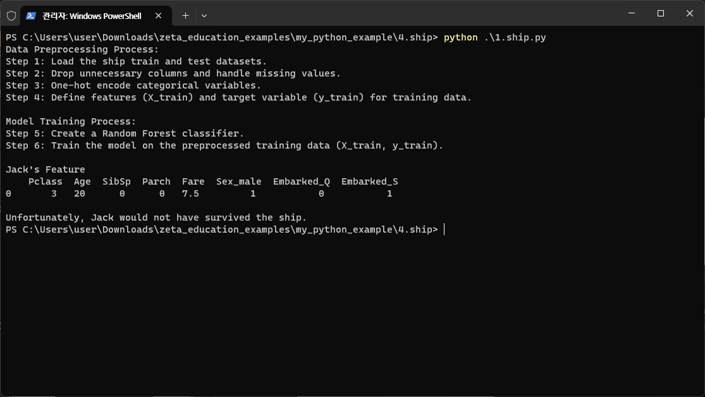 관리자: Windows PowerShell
PS C:\Users\user\Downloads\zeta_education_examples\my_python_example\4.ship> python .\1.ship.py
Data Preprocessing Process:
Step 1: Load the ship train and test datasets.
Step 2: Drop unnecessary columns and handle missing values.
Step 3: One-hot encode categorical variables.
Step 4: Define features (X_train) and target variable (y_train) for training data.

Model Training Process:
Step 5: Create a Random Forest classifier.
Step 6: Train the model on the preprocessed training data (X_train, y_train).

Jack's Feature
   Pclass  Age  SibSp  Parch  Fare  Sex_male  Embarked_Q  Embarked_S
0       3   20      0      0   7.5         1           0           1

Unfortunately, Jack would not have survived the ship.
PS C:\Users\user\Downloads\zeta_education_examples\my_python_example\4.ship>